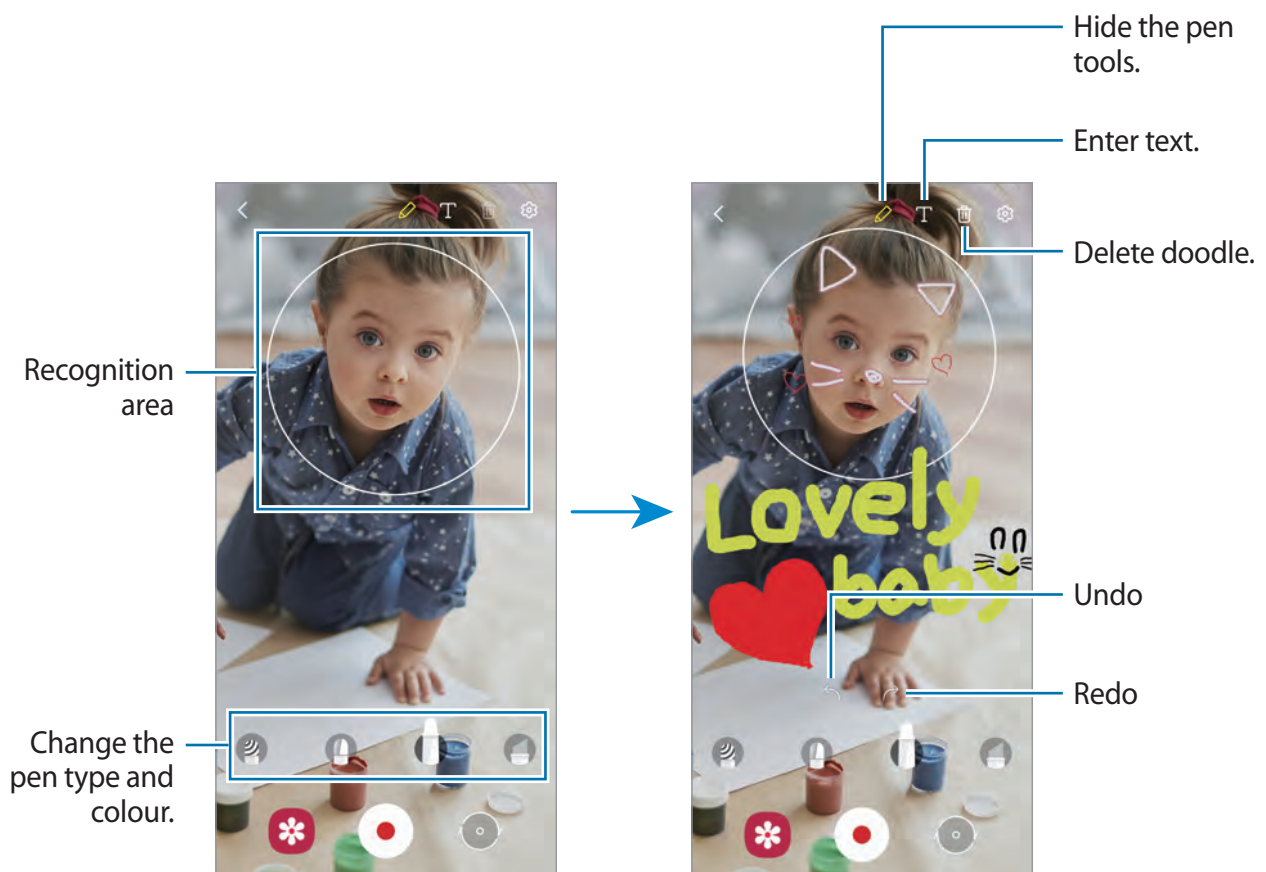 Hide the pen
tools.
Enter text.
T
T
Delete doodle.
Recognition
area
Lovely
baby
Undo
Redo
Change the
pen type and
colour.